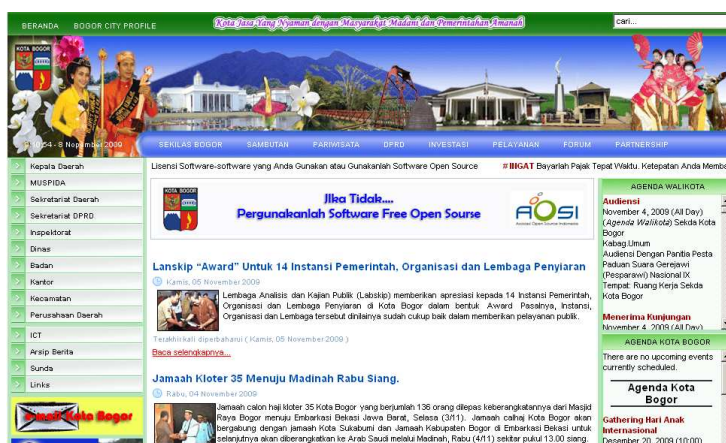 BERANDA BOGOR CITY PROFILE
Kota Jasa Yang Nyaman dengan Masyarakat Madani dan Pemerintahan Amanah
cari...
KOTA BOGOR
54 - 8 November 2009
SEKILAS BOGOR SAMBUTAN PARIWISATA DPRD INVESTASI PELAYANAN FORUM PARTNERSHIP
Kepala Daerah
MUSPIDA
Sekretariat Daerah
Sekretariat DPRD
Inspektorat
Dinas
Badan
Kantor
Kecamatan
Perusahaan Daerah
ICT
Arsip Berita
Sunda
Links
e-mail Kota Bogor
Lisensi Software-software yang Anda Gunakan atau Gunakanlah Software Open Source # INGAT Bayarlah Pajak Tepat Waktu. Ketepatan Anda Memba
KOTA BOGOR
JIka Tidak....
Pergunakanlah Software Free Open Sourse
AOSI
Asosiasi Open Source Indonesia
Lanskip "Award" Untuk 14 Instansi Pemerintah, Organisasi dan Lembaga Penyiaran
Kamis, 05 November 2009
Lembaga Analisis dan Kajian Publik (Labskip) memberikan apresiasi kepada 14 Instansi Pemerintah,
Organisasi dan Lembaga Penyiaran di Kota Bogor dalam bentuk Award Pasalnya, Instansi,
Organisasi dan Lembaga tersebut dinilainya sudah cukup baik dalam memberikan pelayanan publik.
Terakhir kali diperbaharui ( Kamis, 05 November 2009 )
Baca selengkapnya...
Jamaah Kloter 35 Menuju Madinah Rabu Siang.
Rabu, 04 November 2009
Jamaah calon haji kloter 35 Kota Bogor yang berjumlah 136 orang dilepas keberangkatannya dari Masjid
Raya Bogor menuju Embarkasi Bekasi Jawa Barat, Selasa (3/11). Jamaah calhaj Kota Bogor akan
bergabung dengan jamaah Kota Sukabumi dan Jamaah Kabupaten Bogor di Embarkasi Bekasi untuk
selanjutnya akan diberangkatkan ke Arab Saudi melalui Madinah, Rabu (4/11) sekitar pukul 13.00 siang.
AGENDA WALIKOTA
Audiensi
November 4, 2009 (All Day)
(Agenda Walikota) Sekda Kota
Bogor
Kabag.Umum
Audiensi Dengan Panitia Pesta
Paduan Suara Gerejawi
(Pesparawi) Nasional IX
Tempat: Ruang Kerja Sekda
Kota Bogor
Menerima Kunjungan
November 4, 2009 (All Day)
AGENDA KOTA BOGOR
There are no upcoming events
currently scheduled.
Agenda Kota
Bogor
Gathering Hari Anak
Internasional
Desember 20, 2009 (10:00)